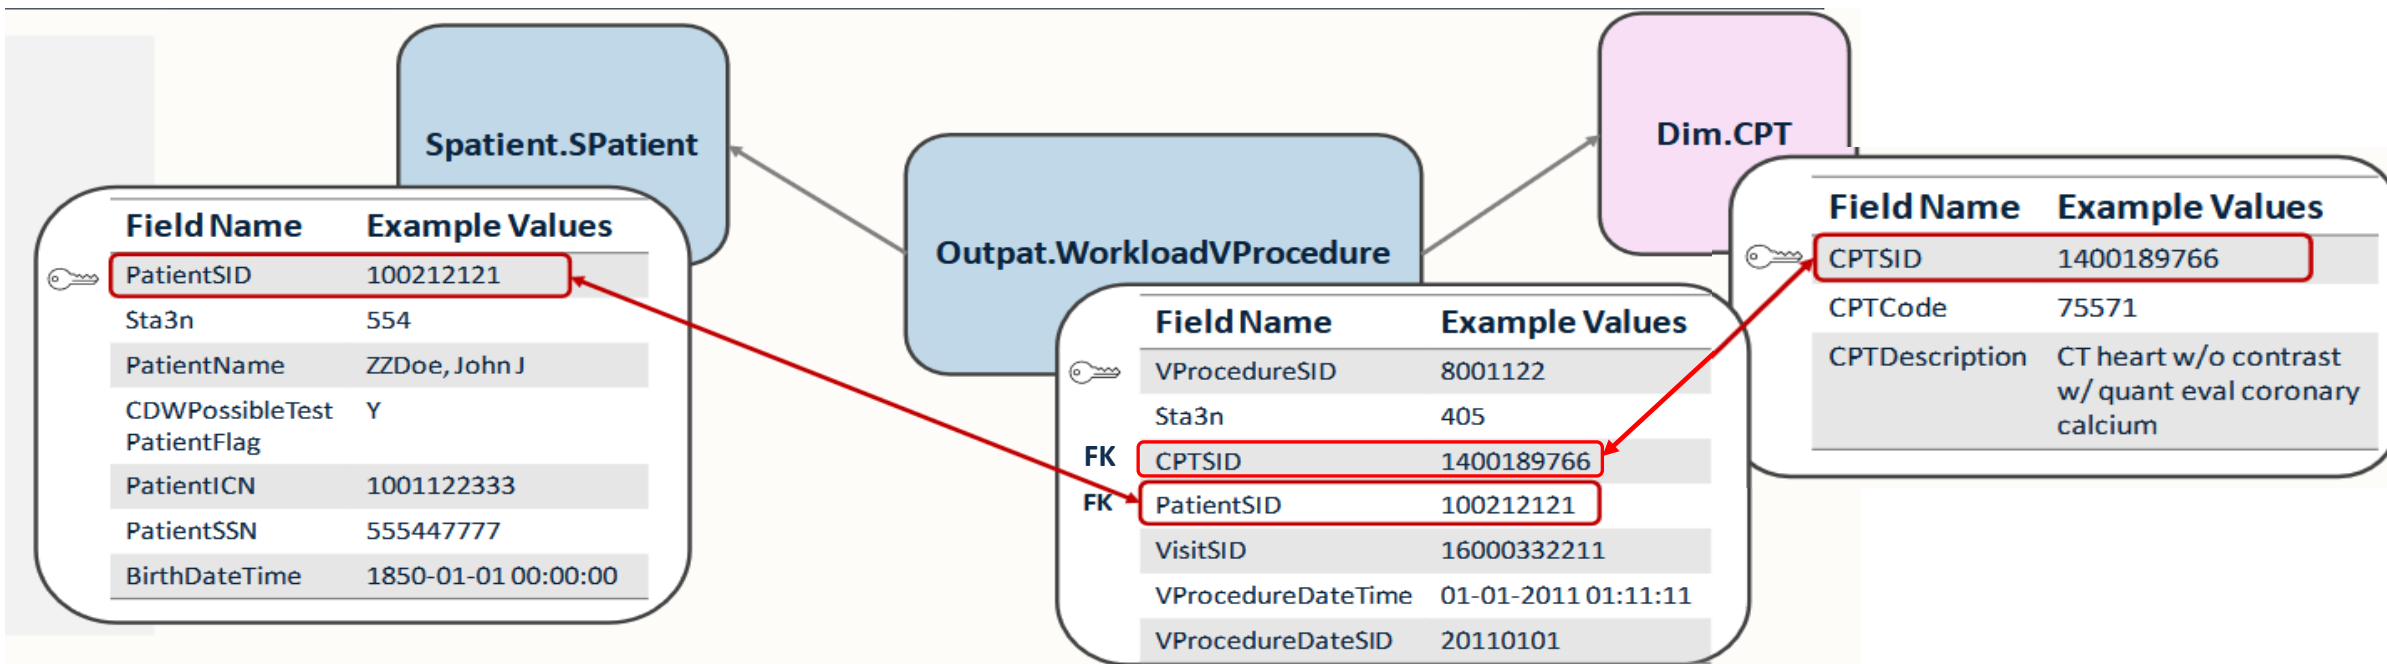 Spatient.SPatient
Field Name Example Values
PatientSID 100212121
Sta3n 554
PatientName ZZDoe, John J
CDWPossibleTest Y
PatientFlag
PatientICN 1001122333
PatientSSN 555447777
BirthDateTime 1850-01-01 00:00:00
Outpat.WorkloadVProcedure
Field Name Example Values
VProcedureSID 8001122
Sta3n 405
FK CPTSID 1400189766
FK PatientSID 100212121
VisitSID 16000332211
VProcedureDateTime 01-01-2011 01:11:11
VProcedureDateSID 20110101
Dim.CPT
Field Name Example Values
CPTSID 1400189766
CPTCode 75571
CPTDescription CT heart w/o contrast
w/ quant eval coronary
calcium